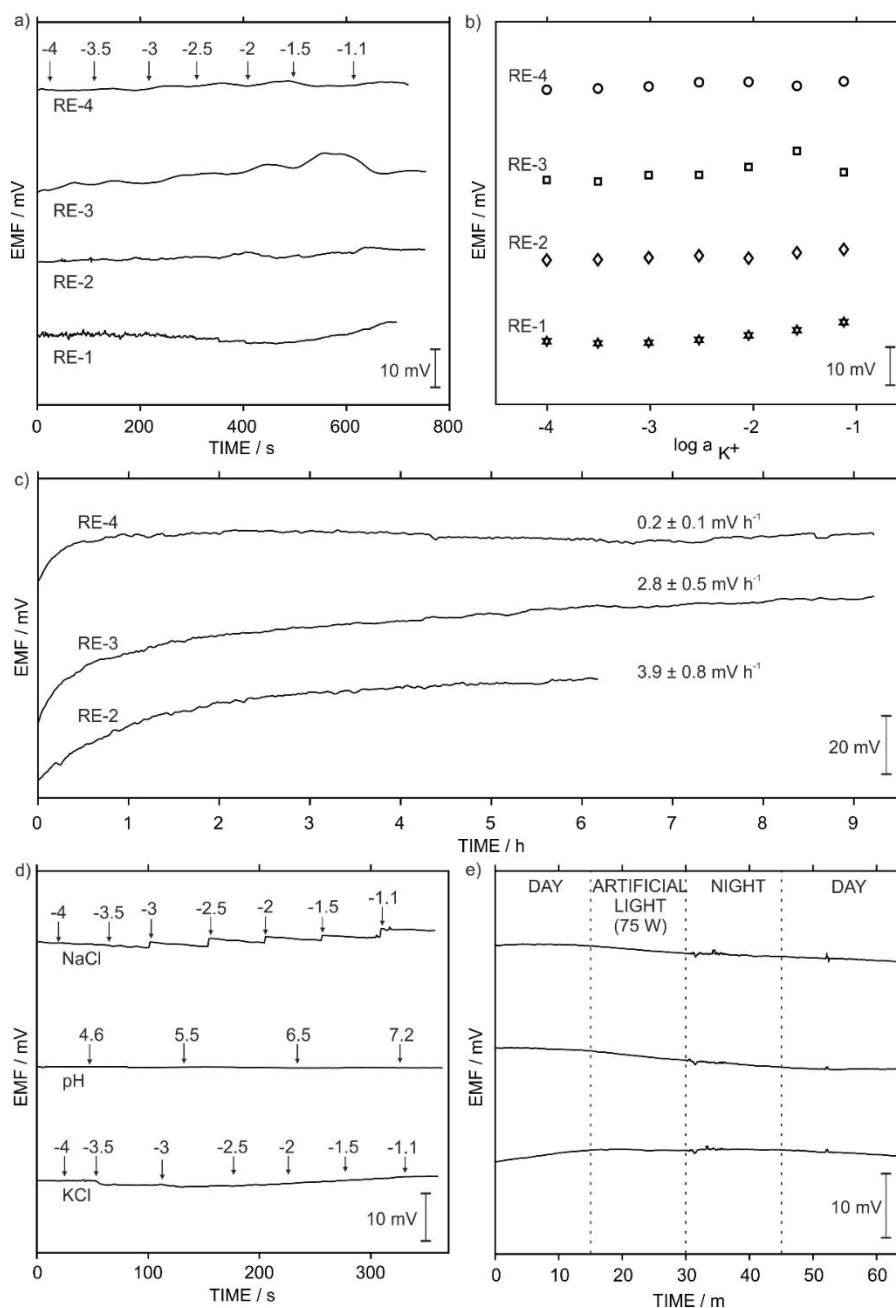 a)
-4 -3.5 -3 -2.5 -2 -1.5 -1.1
RE-4
RE-3
RE-2
RE-1
10 mV
EMF / mV
0 200 400 600 800
TIME / s
b)
RE-4
RE-3
RE-2
RE-1
10 mV
EMF / mV
-4 -3 -2 -1
log a K+
c)
RE-4
0.2 ± 0.1 mV h-1
2.8 ± 0.5 mV h-1
RE-3
3.9 ± 0.8 mV h-1
RE-2
20 mV
EMF / mV
0 1 2 3 4 5 6 7 8 9
TIME / h
d)
-4 -3.5 -3 -2.5 -2 -1.5 -1.1
NaCl
4.6 5.5 6.5 7.2
pH
-4 -3.5 -3 -2.5 -2 -1.5 -1.1
KCl
10 mV
EMF / mV
0 100 200 300
TIME / s
e)
DAY ARTIFICIAL NIGHT DAY
LIGHT
(75 W)
10 mV
EMF / mV
0 10 20 30 40 50 60
TIME / m